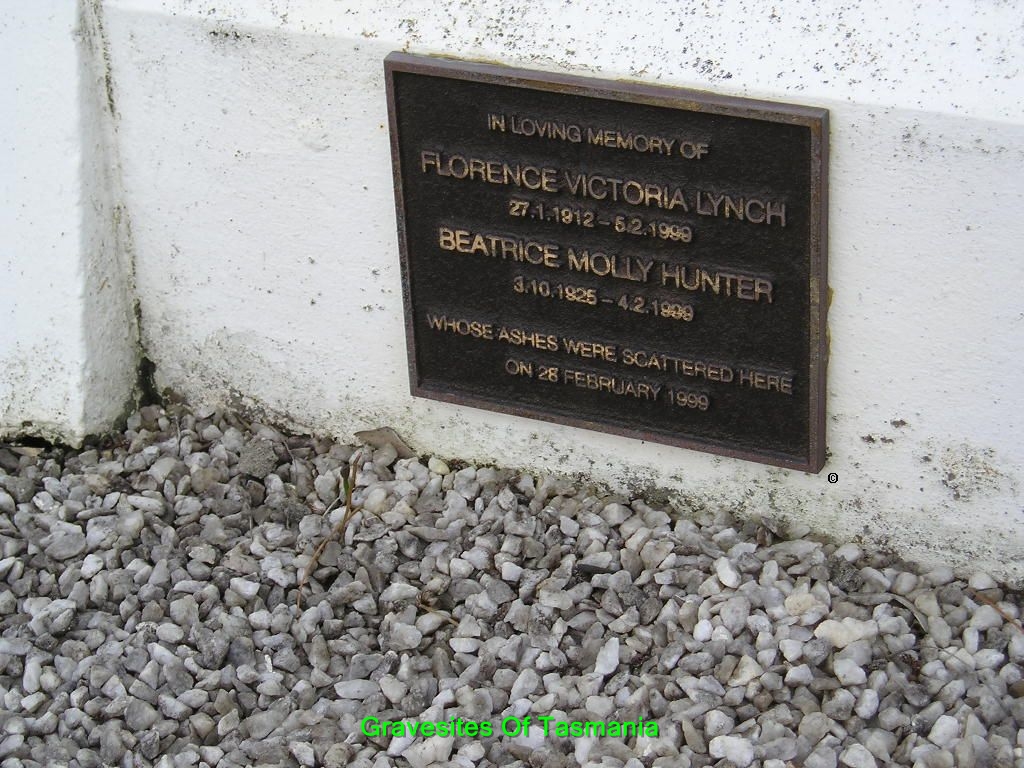 IN LOVING MEMORY OF
FLORENCE VICTORIA LYNCH
27.1.1912 – 5.2.1999
BEATRICE MOLLY HUNTER
3.10.1925 – 4.2.1999
WHOSE ASHES WERE SCATTERED HERE
ON 28 FEBRUARY 1999
©
Gravesites Of Tasmania